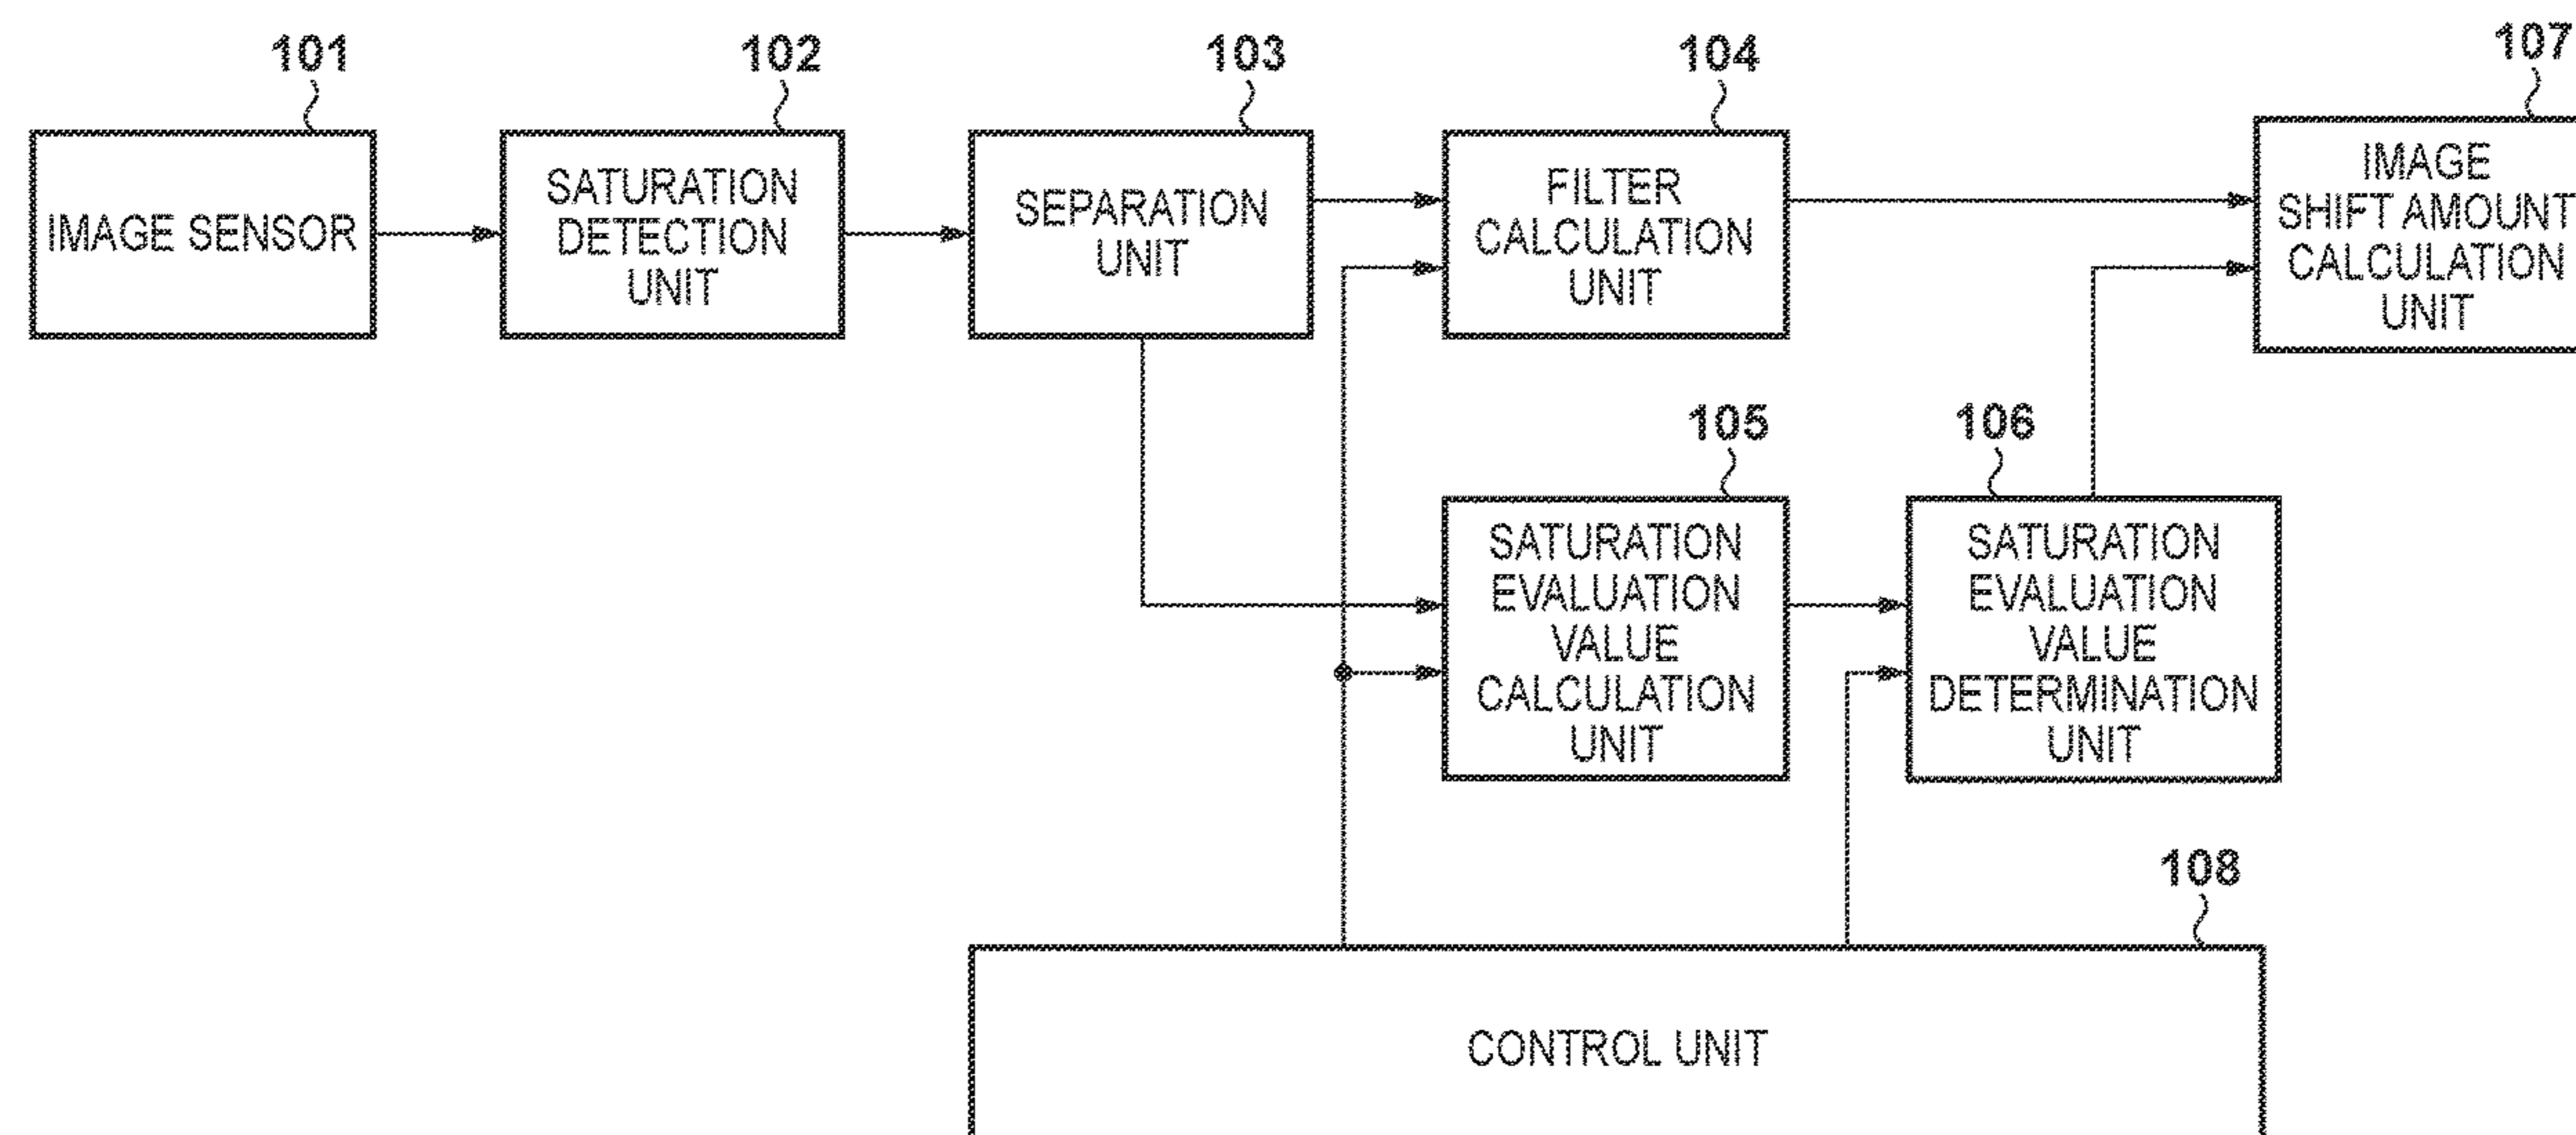 101
102
103
104
107
IMAGE SENSOR
SATURATION
DETECTION
UNIT
SEPARATION
UNIT
FILTER
CALCULATION
UNIT
IMAGE
SHIFT AMOUNT
CALCULATION
UNIT
105
106
SATURATION
EVALUATION
VALUE
CALCULATION
UNIT
SATURATION
EVALUATION
VALUE
DETERMINATION
UNIT
108
CONTROL UNIT